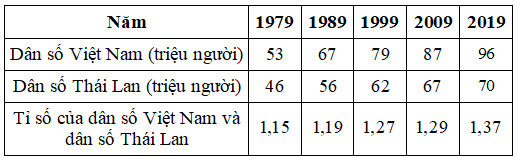 Năm 1979 1989 1999 2009 2019
Dân số Việt Nam (triệu người) 53 67 79 87 96
Dân số Thái Lan (triệu người) 46 56 62 67 70
Tỉ số của dân số Việt Nam và
dân số Thái Lan 1,15 1,19 1,27 1,29 1,37